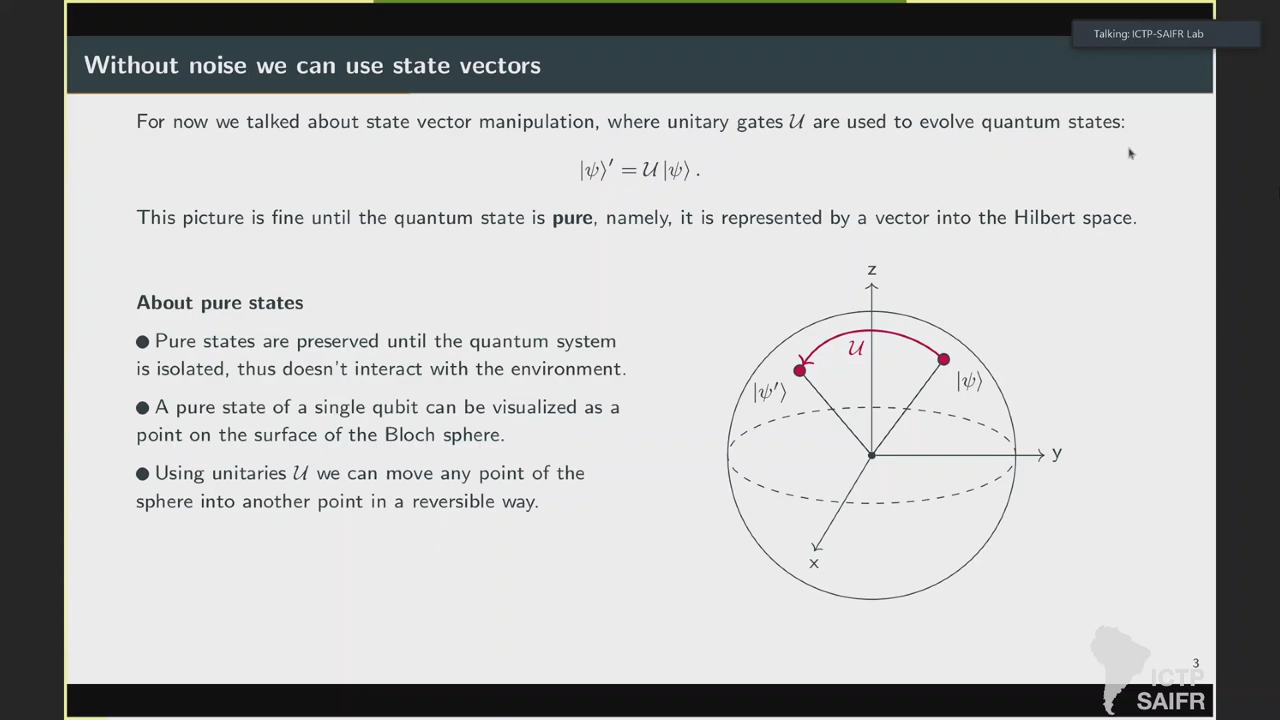 Talking: ICTP-SAIFR Lab
Without noise we can use state vectors
For now we talked about state vector manipulation, where unitary gates 𝒰 are used to evolve quantum states:
|ψ⟩′ = 𝒰 |ψ⟩ .
This picture is fine until the quantum state is pure, namely, it is represented by a vector into the Hilbert space.
About pure states
● Pure states are preserved until the quantum system
is isolated, thus doesn't interact with the environment.
● A pure state of a single qubit can be visualized as a
point on the surface of the Bloch sphere.
● Using unitaries 𝒰 we can move any point of the
sphere into another point in a reversible way.
z
𝒰
|ψ′⟩
|ψ⟩
y
x
3
ICTP
SAIFR